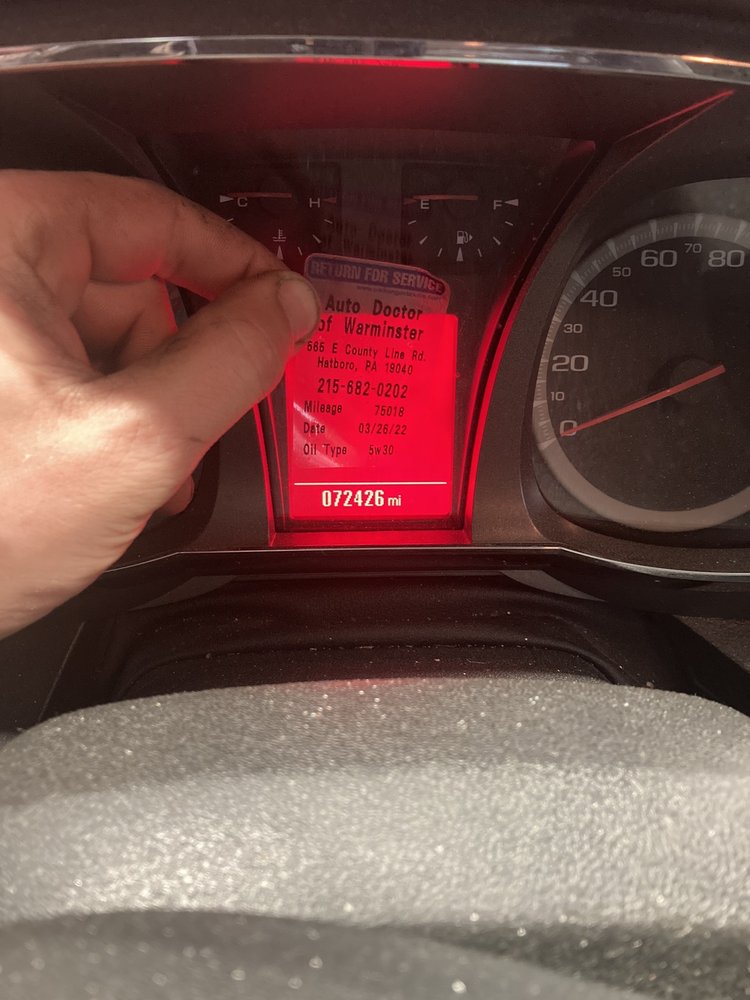 C H
E F
RETURN FOR SERVICE
Auto Doctor
of Warminster
665 E County Line Rd.
Hatboro, PA 19040
215-682-0202
Mileage 75018
Date 03/26/22
Oil Type 5w30
072426 mi
0
10
20
30
40
50
60
70
80